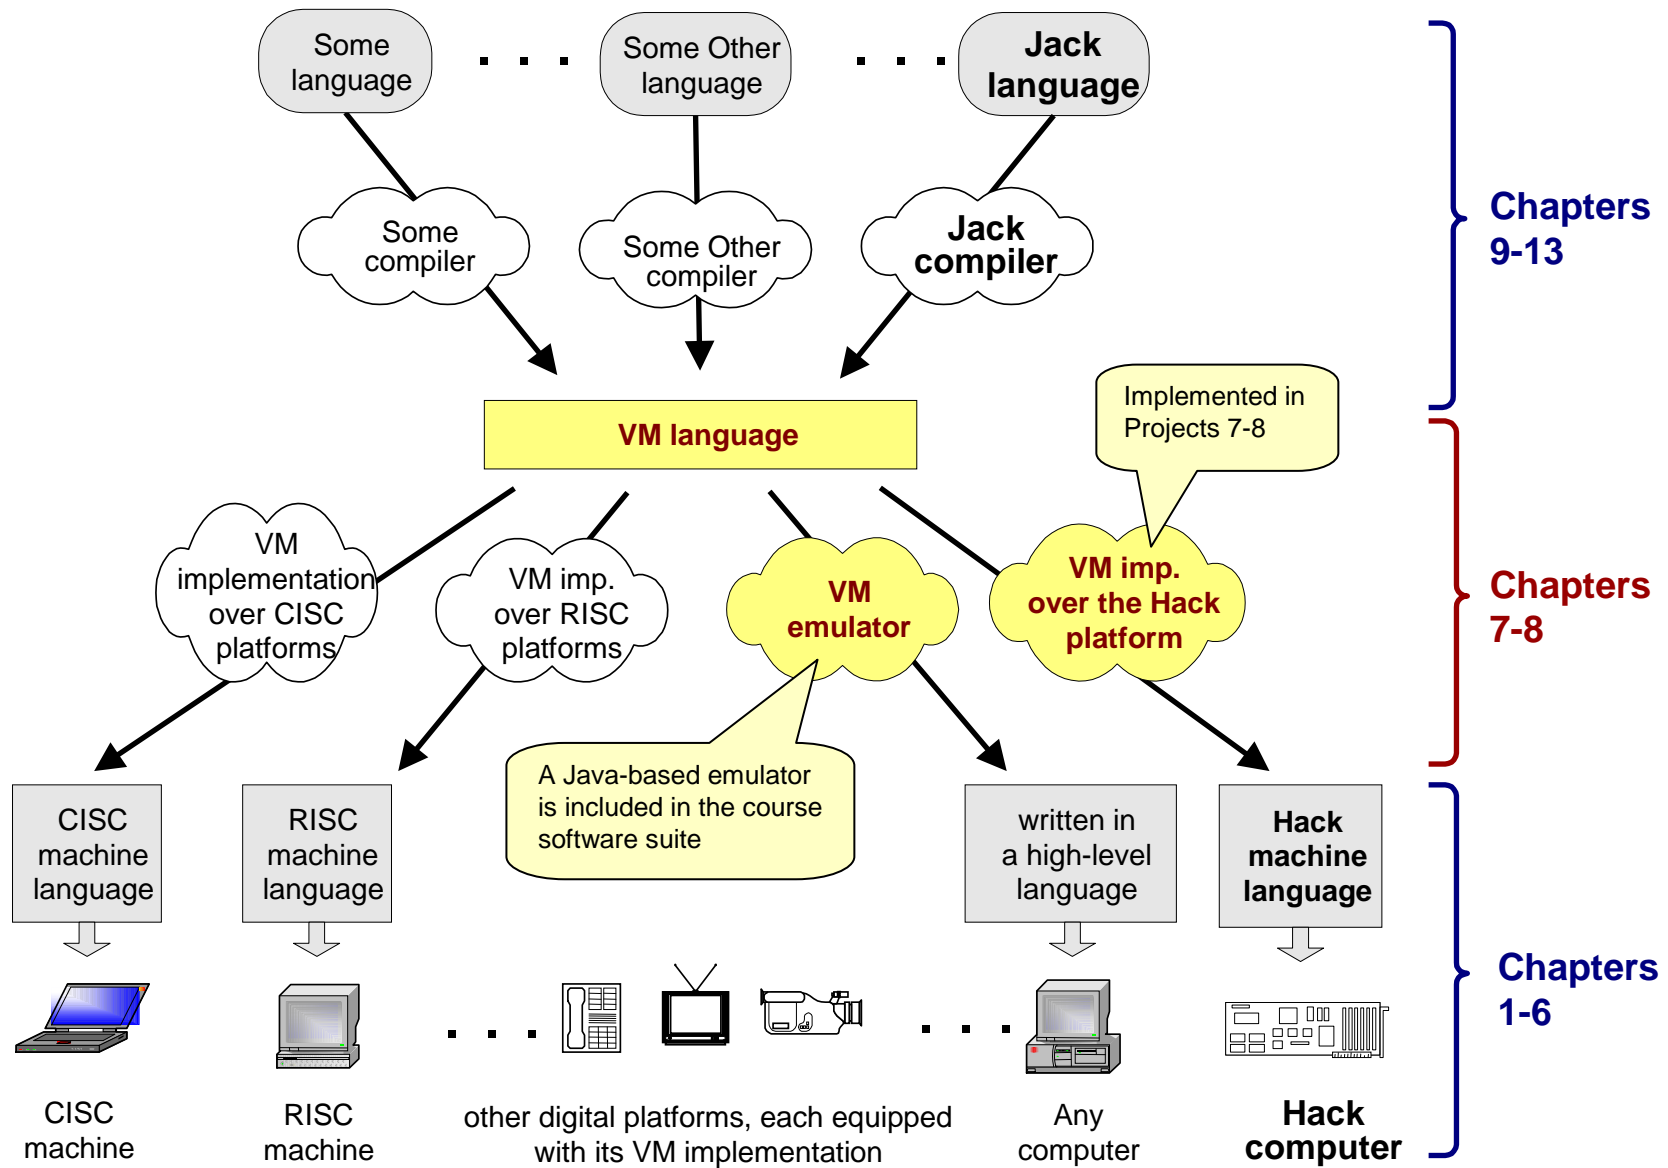 Some
language
. . .
Some Other
language
. . .
Jack
language
Some
compiler
Some Other
compiler
Jack
compiler
Chapters
9-13
VM language
Implemented in
Projects 7-8
VM
implementation
over CISC
platforms
VM imp.
over RISC
platforms
VM
emulator
VM imp.
over the Hack
platform
Chapters
7-8
A Java-based emulator
is included in the course
software suite
CISC
machine
language
RISC
machine
language
written in
a high-level
language
Hack
machine
language
Chapters
1-6
. . .
. . .
CISC
machine
RISC
machine
other digital platforms, each equipped
with its VM implementation
Any
computer
Hack
computer